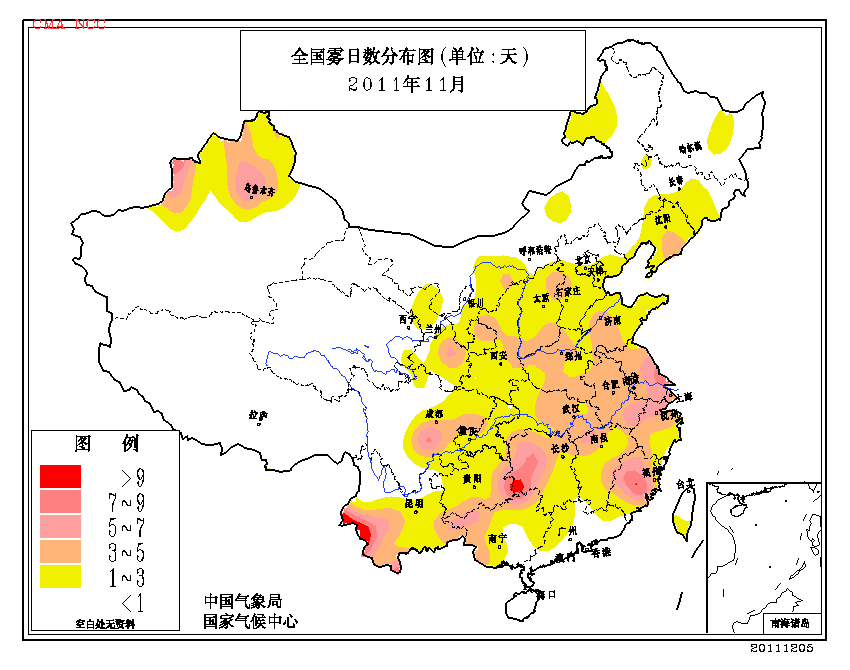 CMA NCC
全国雾日数分布图(单位:天)
2011年11月
哈尔滨
长春
乌鲁木齐
沈阳
呼和浩特
北京
天津
银川
太原
石家庄
西宁
兰州
济南
西安
郑州
合肥
南京
上海
拉萨
成都
重庆
武汉
杭州
长沙
南昌
贵阳
福州
台北
昆明
南宁
广州
澳门
香港
海口
图 例
>9
7~9
5~7
3~5
1~3
<1
空白处无资料
中国气象局
国家气候中心
南海诸岛
20111205